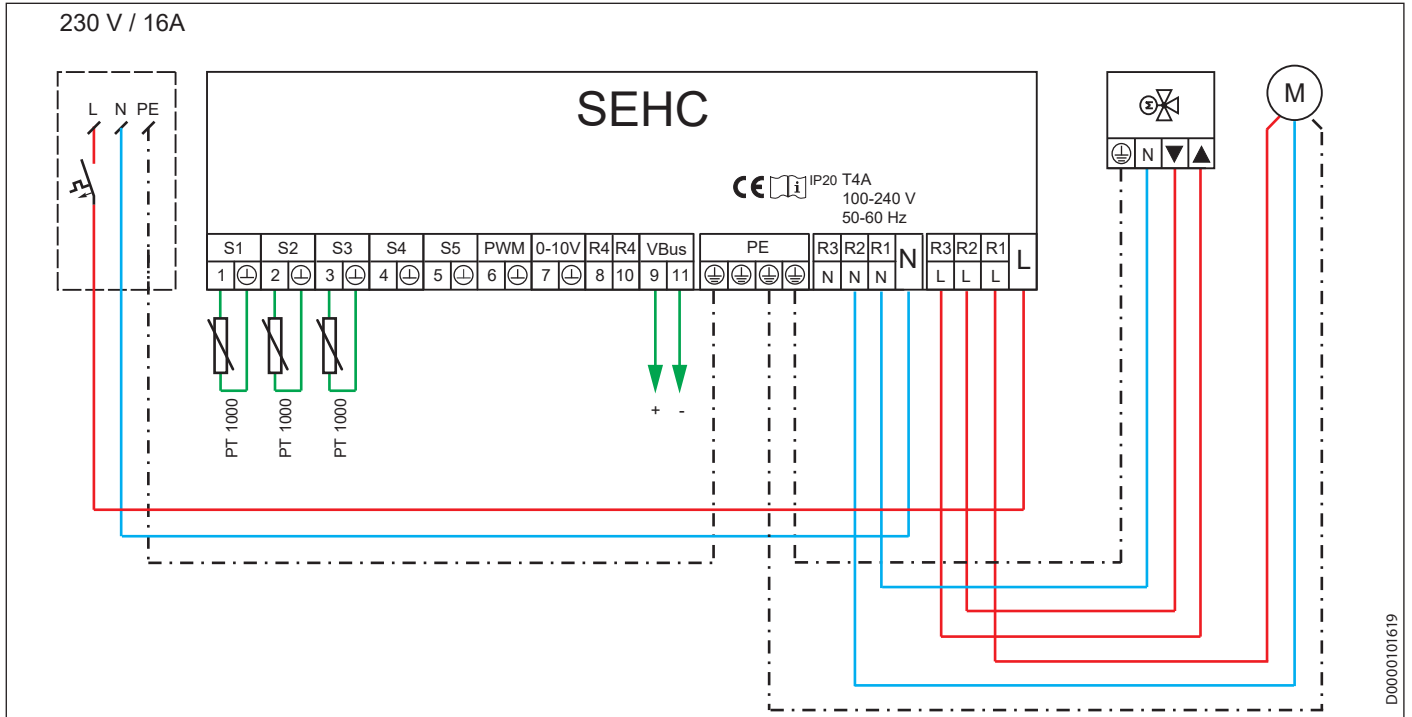 230 V / 16A
L N PE
SEHC
CE i IP20 T4A
100-240 V
50-60 Hz
S1 S2 S3 S4 S5 PWM 0-10V R4 R4 VBus PE R3 R2 R1 N R3 R2 R1 L
1 2 3 4 5 6 7 8 10 9 11 N N N L L L
M
N ▼ ▲
M
PT 1000
PT 1000
PT 1000
+ -
D0000101619